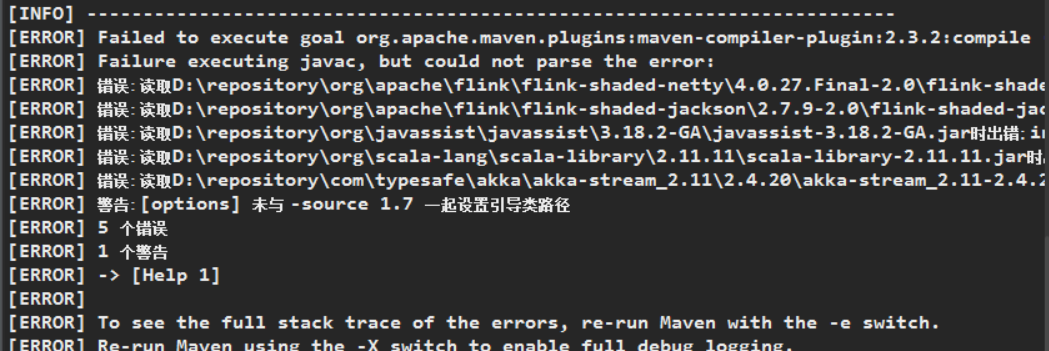 [INFO] ------------------------------------------------------------------------
[ERROR] Failed to execute goal org.apache.maven.plugins:maven-compiler-plugin:2.3.2:compile
[ERROR] Failure executing javac, but could not parse the error:
[ERROR] 错误: 读取D:\repository\org\apache\flink\flink-shaded-netty\4.0.27.Final-2.0\flink-shade
[ERROR] 错误: 读取D:\repository\org\apache\flink\flink-shaded-jackson\2.7.9-2.0\flink-shaded-jac
[ERROR] 错误: 读取D:\repository\org\javassist\javassist\3.18.2-GA\javassist-3.18.2-GA.jar时出错; in
[ERROR] 错误: 读取D:\repository\org\scala-lang\scala-library\2.11.11\scala-library-2.11.11.jar时
[ERROR] 错误: 读取D:\repository\com\typesafe\akka\akka-stream_2.11\2.4.20\akka-stream_2.11-2.4.2
[ERROR] 警告: [options] 未与 -source 1.7 一起设置引导类路径
[ERROR] 5 个错误
[ERROR] 1 个警告
[ERROR] -> [Help 1]
[ERROR]
[ERROR] To see the full stack trace of the errors, re-run Maven with the -e switch.
[ERROR] Re-run Maven using the -X switch to enable full debug logging.